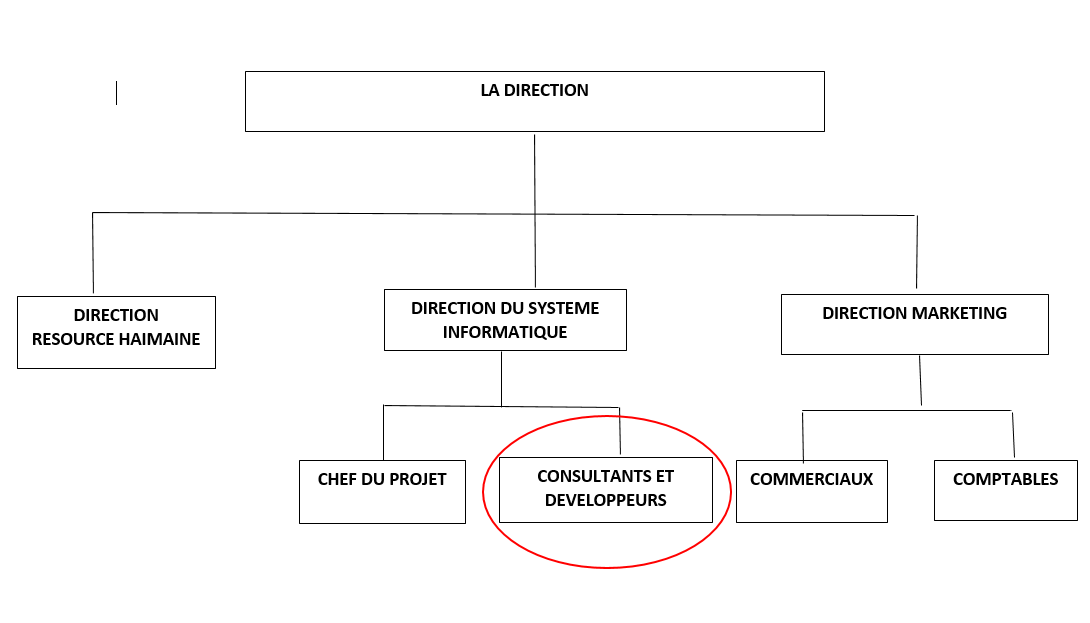 LA DIRECTION
DIRECTION
RESOURCE HAIMAINE
DIRECTION DU SYSTEME
INFORMATIQUE
DIRECTION MARKETING
CHEF DU PROJET
CONSULTANTS ET
DEVELOPPEURS
COMMERCIAUX
COMPTABLES